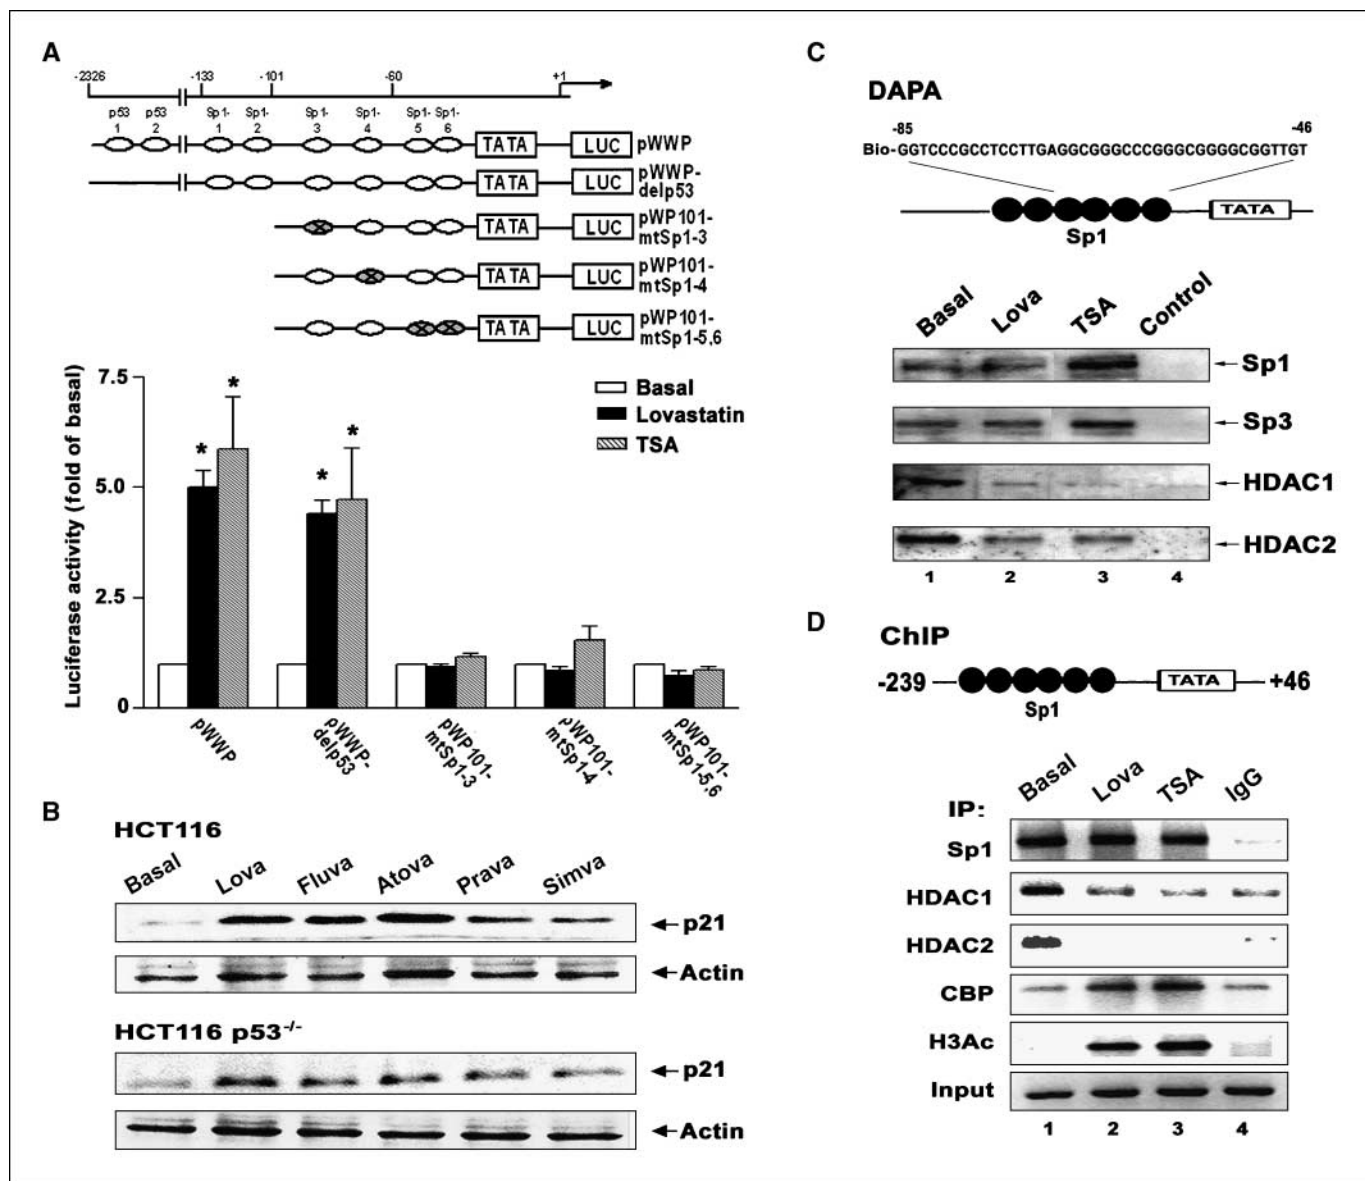 A
-2326
-133
-101
-60
+1
p53 p53 Sp1- Sp1- Sp1- Sp1- Sp1- Sp1-
1 2 1 2 3 4 5 6
TATA LUC pWWP
TATA LUC pWWP-
delp53
TATA LUC pWP101-
mtSp1-3
TATA LUC pWP101-
mtSp1-4
TATA LUC pWP101-
mtSp1-5,6
Luciferase activity (fold of basal)
7.5
5.0
2.5
0
* *
* *
Basal
Lovastatin
TSA
pWWP
pWWP-
delp53
pWP101-
mtSp1-3
pWP101-
mtSp1-4
pWP101-
mtSp1-5,6
B
HCT116
Basal Lova Fluva Atova Prava Simva
p21
Actin
HCT116 p53-/-
p21
Actin
C
DAPA
-85 -46
Bio-GGTCCCGCCTCCTTGAGGCGGGCCCGGGCGGGGCGGTTGT
TATA
Sp1
Basal Lova TSA Control
Sp1
Sp3
HDAC1
HDAC2
1 2 3 4
D
ChIP
-239 TATA +46
Sp1
Basal Lova TSA IgG
IP:
Sp1
HDAC1
HDAC2
CBP
H3Ac
Input
1 2 3 4